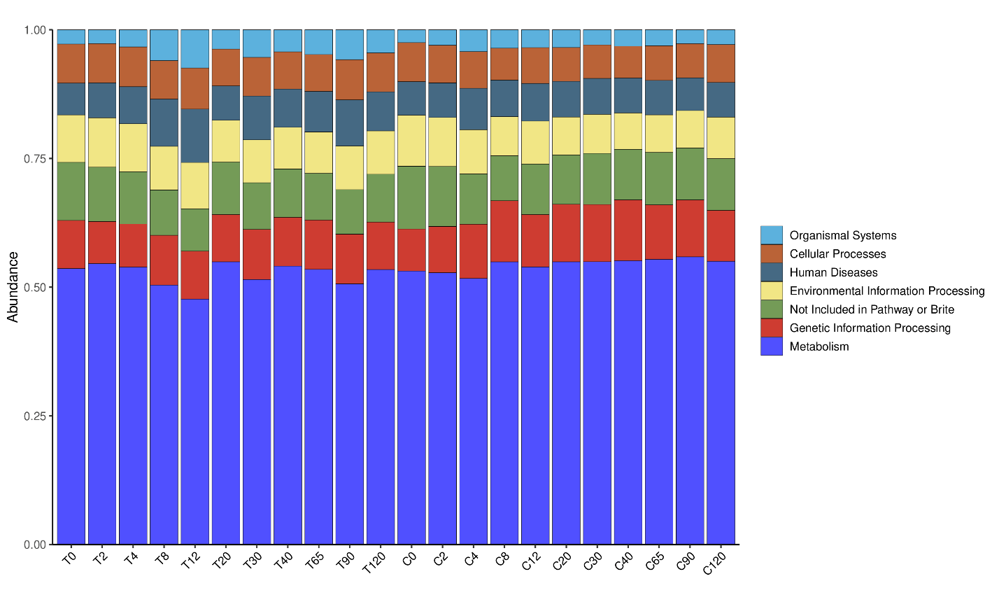 1.00
0.75
0.50
0.25
0.00
Abundance
T0 T2 T4 T8 T12 T20 T30 T40 T65 T90 T120 C0 C2 C4 C8 C12 C20 C30 C40 C65 C90 C120
Organismal Systems
Cellular Processes
Human Diseases
Environmental Information Processing
Not Included in Pathway or Brite
Genetic Information Processing
Metabolism